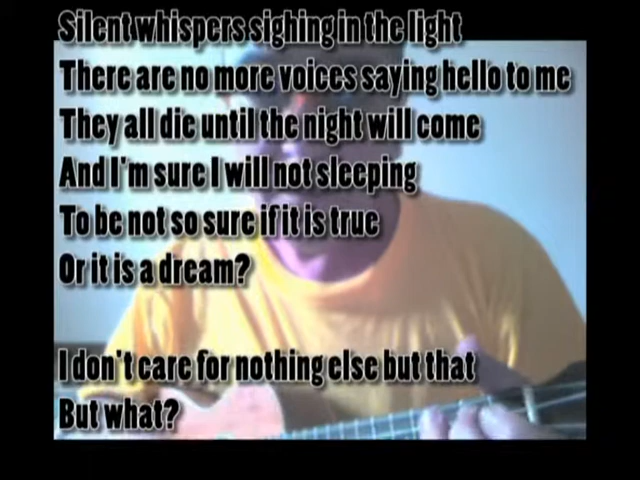 Silent whispers sighing in the light
There are no more voices saying hello to me
They all die until the night will come
And I'm sure I will not sleeping
To be not so sure if it is true
Or it is a dream?
I don't care for nothing else but that
But what?